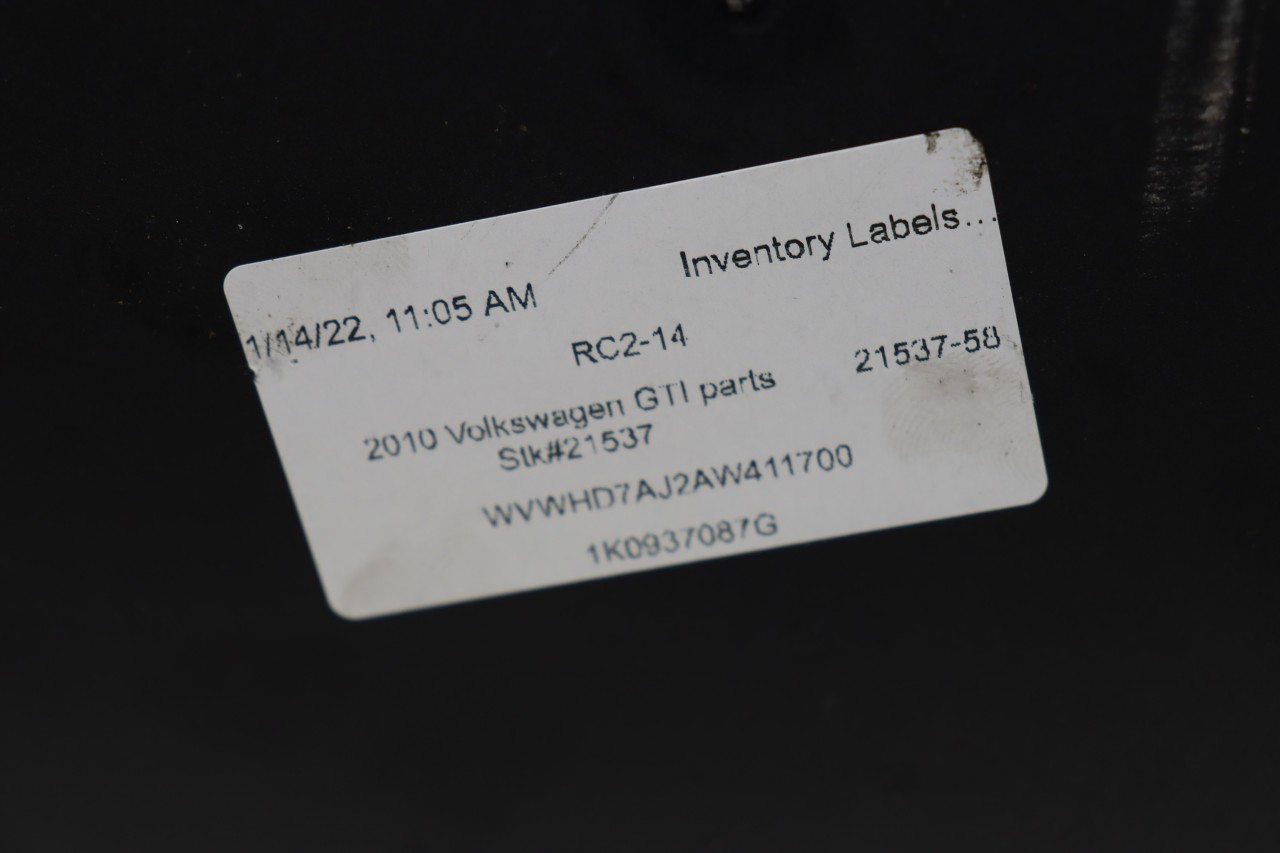 1/14/22, 11:05 AM
Inventory Labels...
RC2-14
21537-58
2010 Volkswagen GTI parts
Stk#21537
WVWHD7AJ2AW411700
1K0937087G